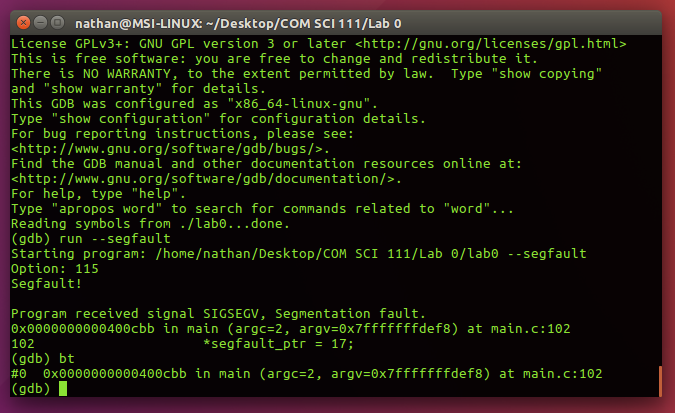 nathan@MSI-LINUX: ~/Desktop/COM SCI 111/Lab 0
License GPLv3+: GNU GPL version 3 or later <http://gnu.org/licenses/gpl.html>
This is free software: you are free to change and redistribute it.
There is NO WARRANTY, to the extent permitted by law.  Type "show copying"
and "show warranty" for details.
This GDB was configured as "x86_64-linux-gnu".
Type "show configuration" for configuration details.
For bug reporting instructions, please see:
<http://www.gnu.org/software/gdb/bugs/>.
Find the GDB manual and other documentation resources online at:
<http://www.gnu.org/software/gdb/documentation/>.
For help, type "help".
Type "apropos word" to search for commands related to "word"...
Reading symbols from ./lab0...done.
(gdb) run --segfault
Starting program: /home/nathan/Desktop/COM SCI 111/Lab 0/lab0 --segfault
Option: 115
Segfault!
Program received signal SIGSEGV, Segmentation fault.
0x0000000000400cbb in main (argc=2, argv=0x7fffffffdef8) at main.c:102
102                     *segfault_ptr = 17;
(gdb) bt
#0  0x0000000000400cbb in main (argc=2, argv=0x7fffffffdef8) at main.c:102
(gdb)